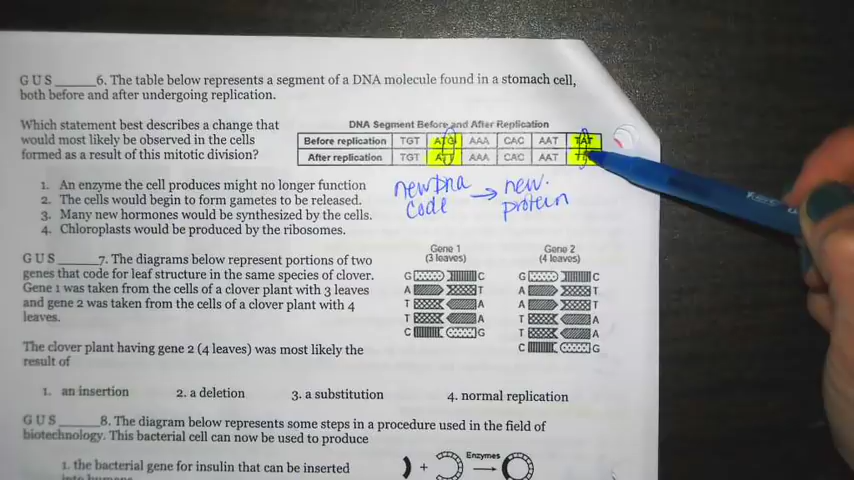 G U S ______6. The table below represents a segment of a DNA molecule found in a stomach cell,
both before and after undergoing replication.
Which statement best describes a change that
would most likely be observed in the cells
formed as a result of this mitotic division?
DNA Segment Before and After Replication
Before replication TGT ATG AAA CAC AAT TAT
After replication TGT ATT AAA CAC AAT
1. An enzyme the cell produces might no longer function
2. The cells would begin to form gametes to be released.
3. Many new hormones would be synthesized by the cells.
4. Chloroplasts would be produced by the ribosomes.
new DNA
code → new
protein
G U S ______7. The diagrams below represent portions of two
genes that code for leaf structure in the same species of clover.
Gene 1 was taken from the cells of a clover plant with 3 leaves
and gene 2 was taken from the cells of a clover plant with 4
leaves.
The clover plant having gene 2 (4 leaves) was most likely the
result of
Gene 1
(3 leaves)
G C
A T
T A
T A
C G
Gene 2
(4 leaves)
G C
A T
A T
T A
T A
C G
1. an insertion 2. a deletion 3. a substitution 4. normal replication
G U S ______8. The diagram below represents some steps in a procedure used in the field of
biotechnology. This bacterial cell can now be used to produce
1. the bacterial gene for insulin that can be inserted
+ Enzymes